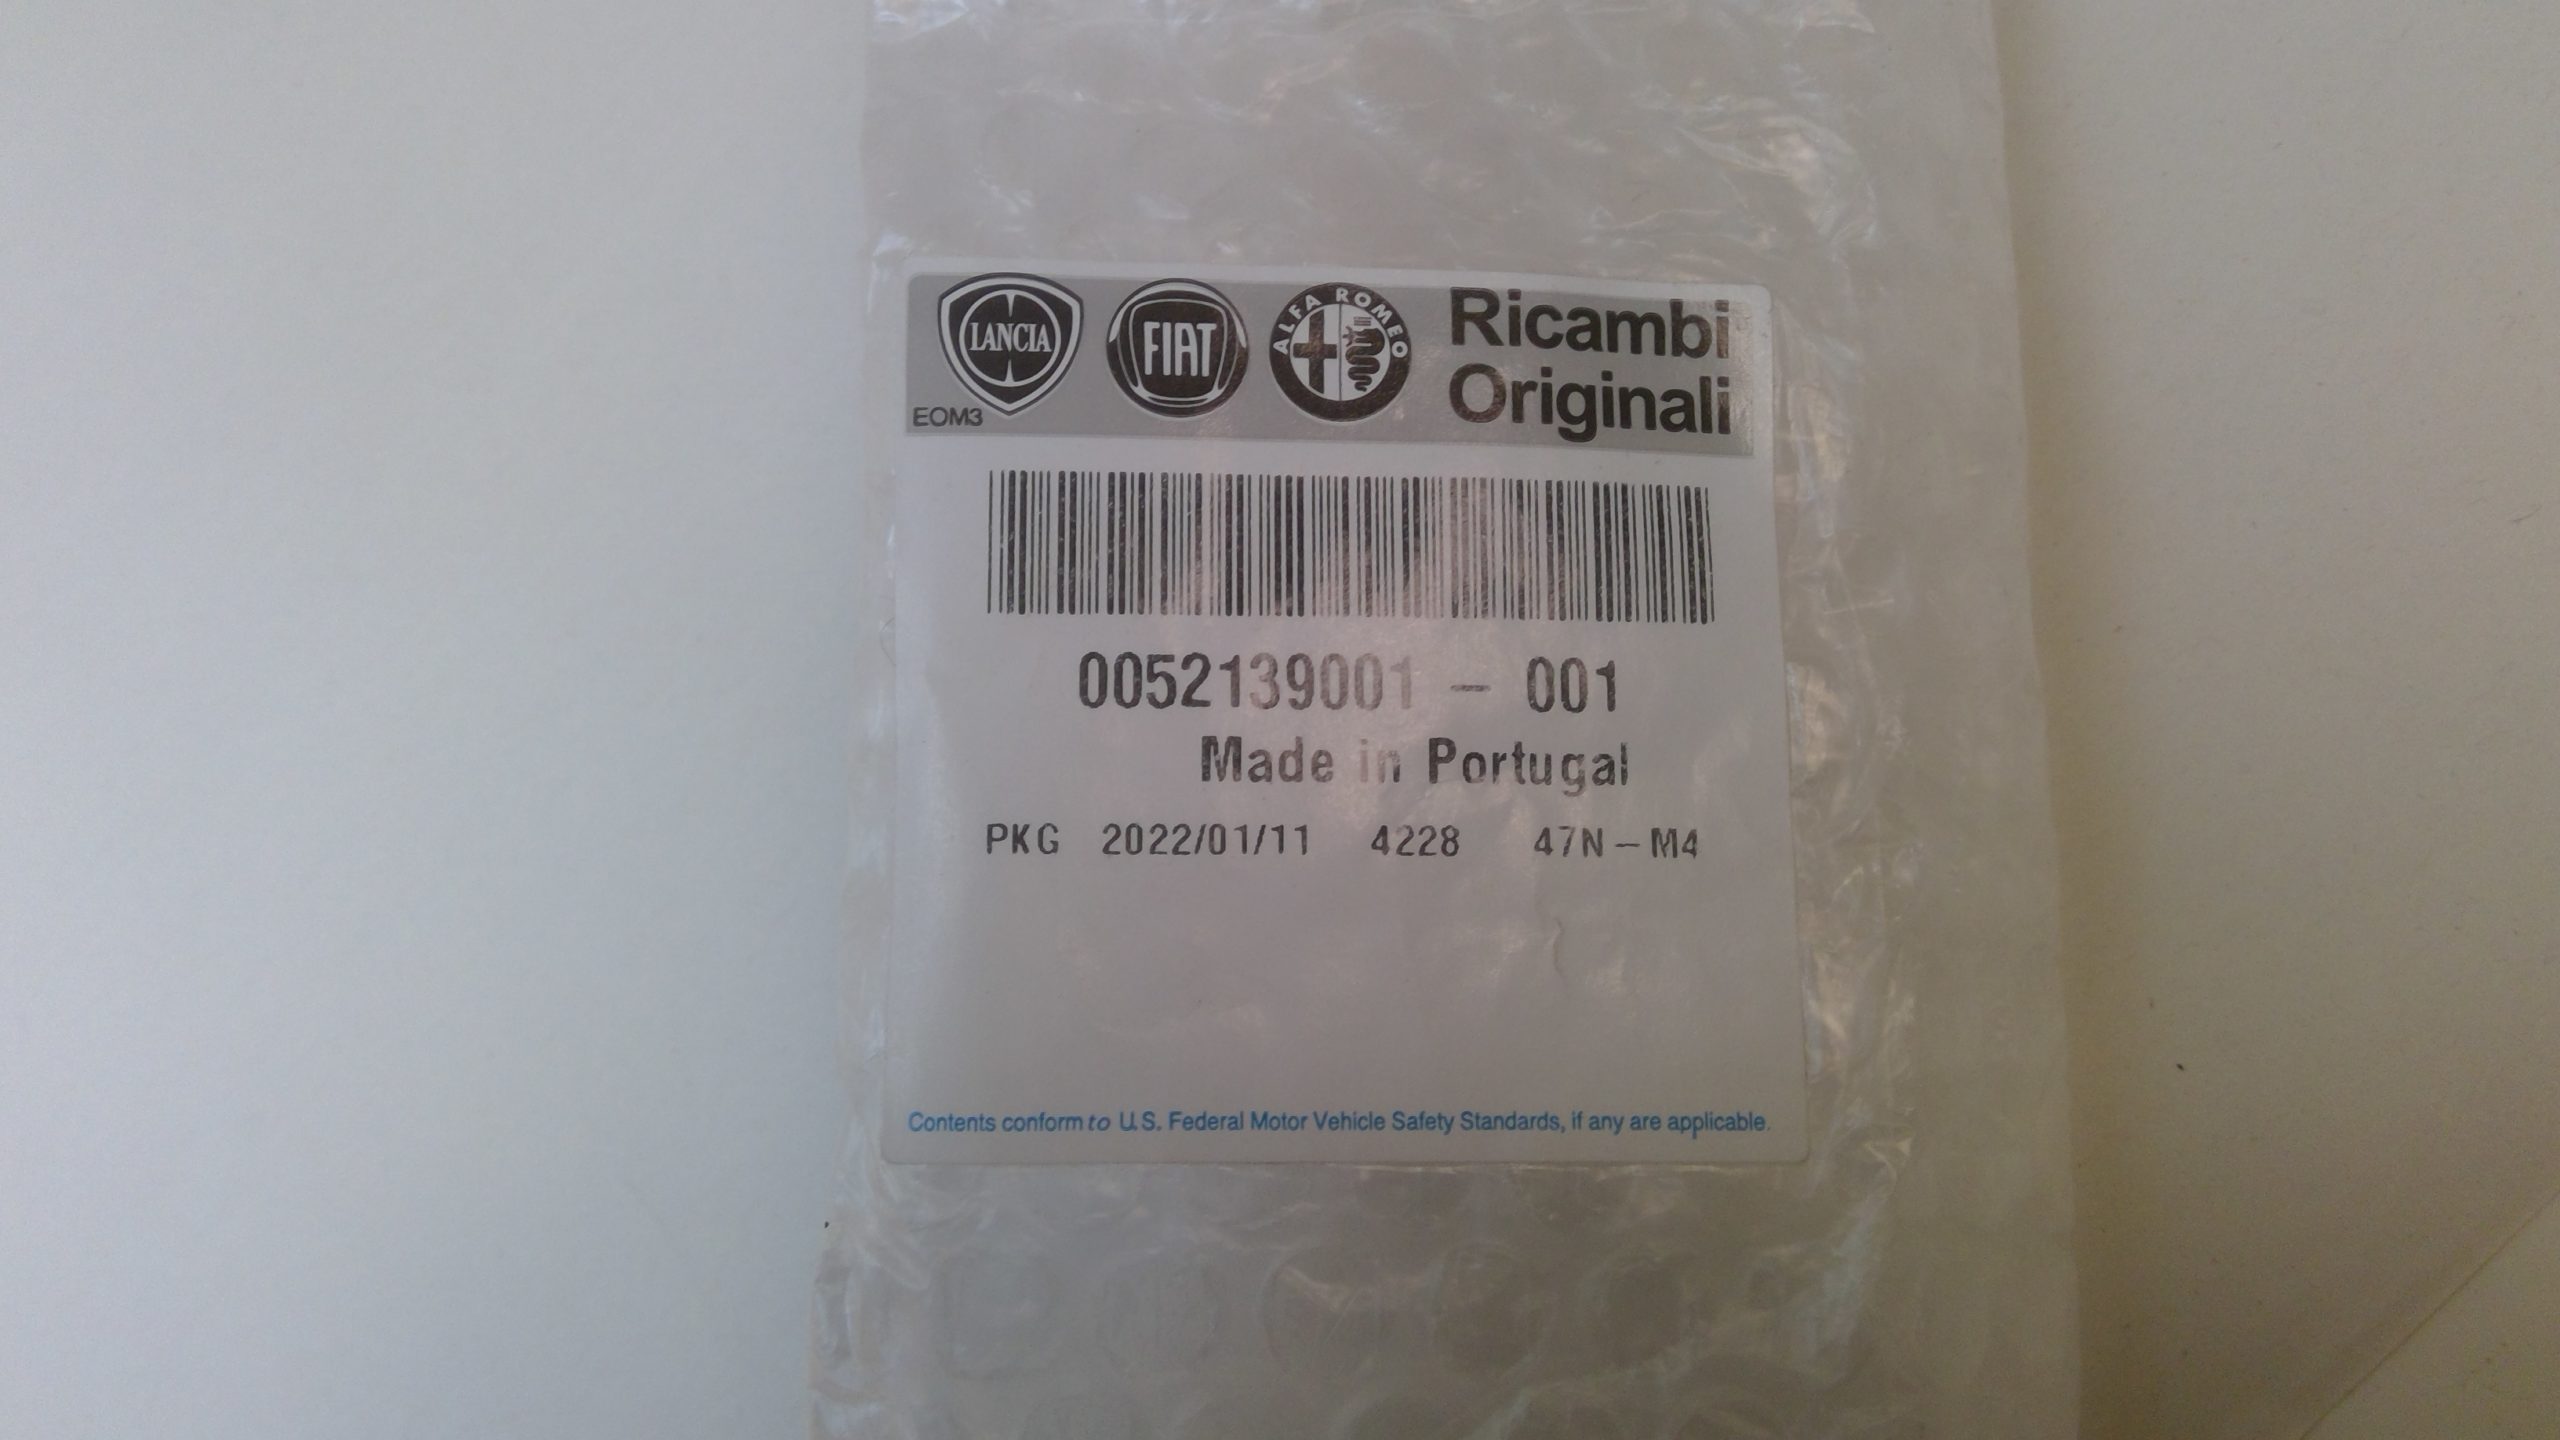 LANCIA
FIAT
ALFA ROMEO
Ricambi
Originali
EOM3
0052139001 - 001
Made in Portugal
PKG 2022/01/11 4228 47N-M4
Contents conform to U.S. Federal Motor Vehicle Safety Standards, if any are applicable.